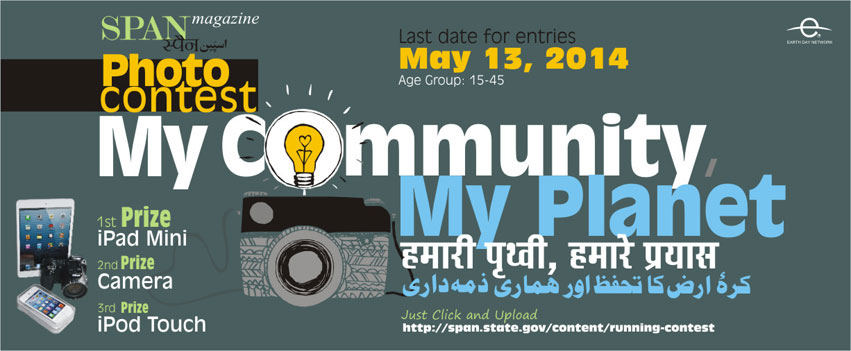 SPAN magazine
स्पैन اسپین
Photo
contest
Last date for entries
May 13, 2014
Age Group: 15-45
e
EARTH DAY NETWORK
My Community,
My Planet
हमारी पृथ्वी, हमारे प्रयास
کرۂ ارض کا تحفظ اور ہماری ذمہ داری
1st Prize
iPad Mini
2nd Prize
Camera
3rd Prize
iPod Touch
Just Click and Upload
http://span.state.gov/content/running-contest